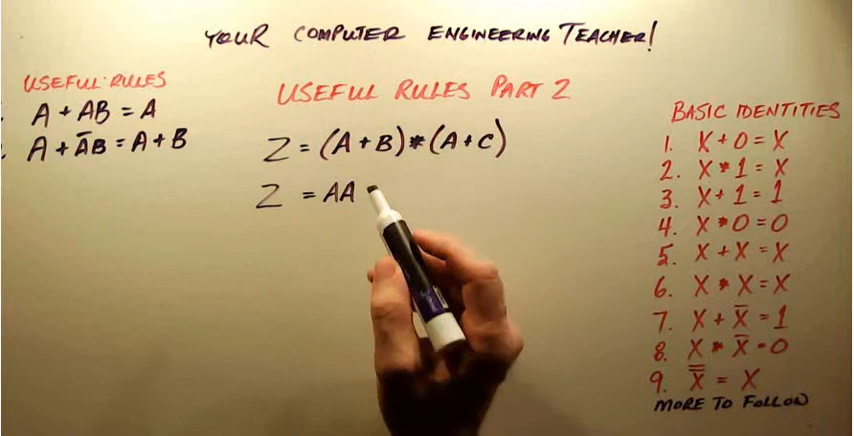 YOUR COMPUTER ENGINEERING TEACHER!
USEFUL RULES
A + AB = A
A + A̅B = A + B
USEFUL RULES PART 2
Z = (A + B) * (A + C)
Z = AA
BASIC IDENTITIES
1. X + 0 = X
2. X * 1 = X
3. X + 1 = 1
4. X * 0 = 0
5. X + X = X
6. X * X = X
7. X + X̅ = 1
8. X * X̅ = 0
9. X̿ = X
MORE TO FOLLOW